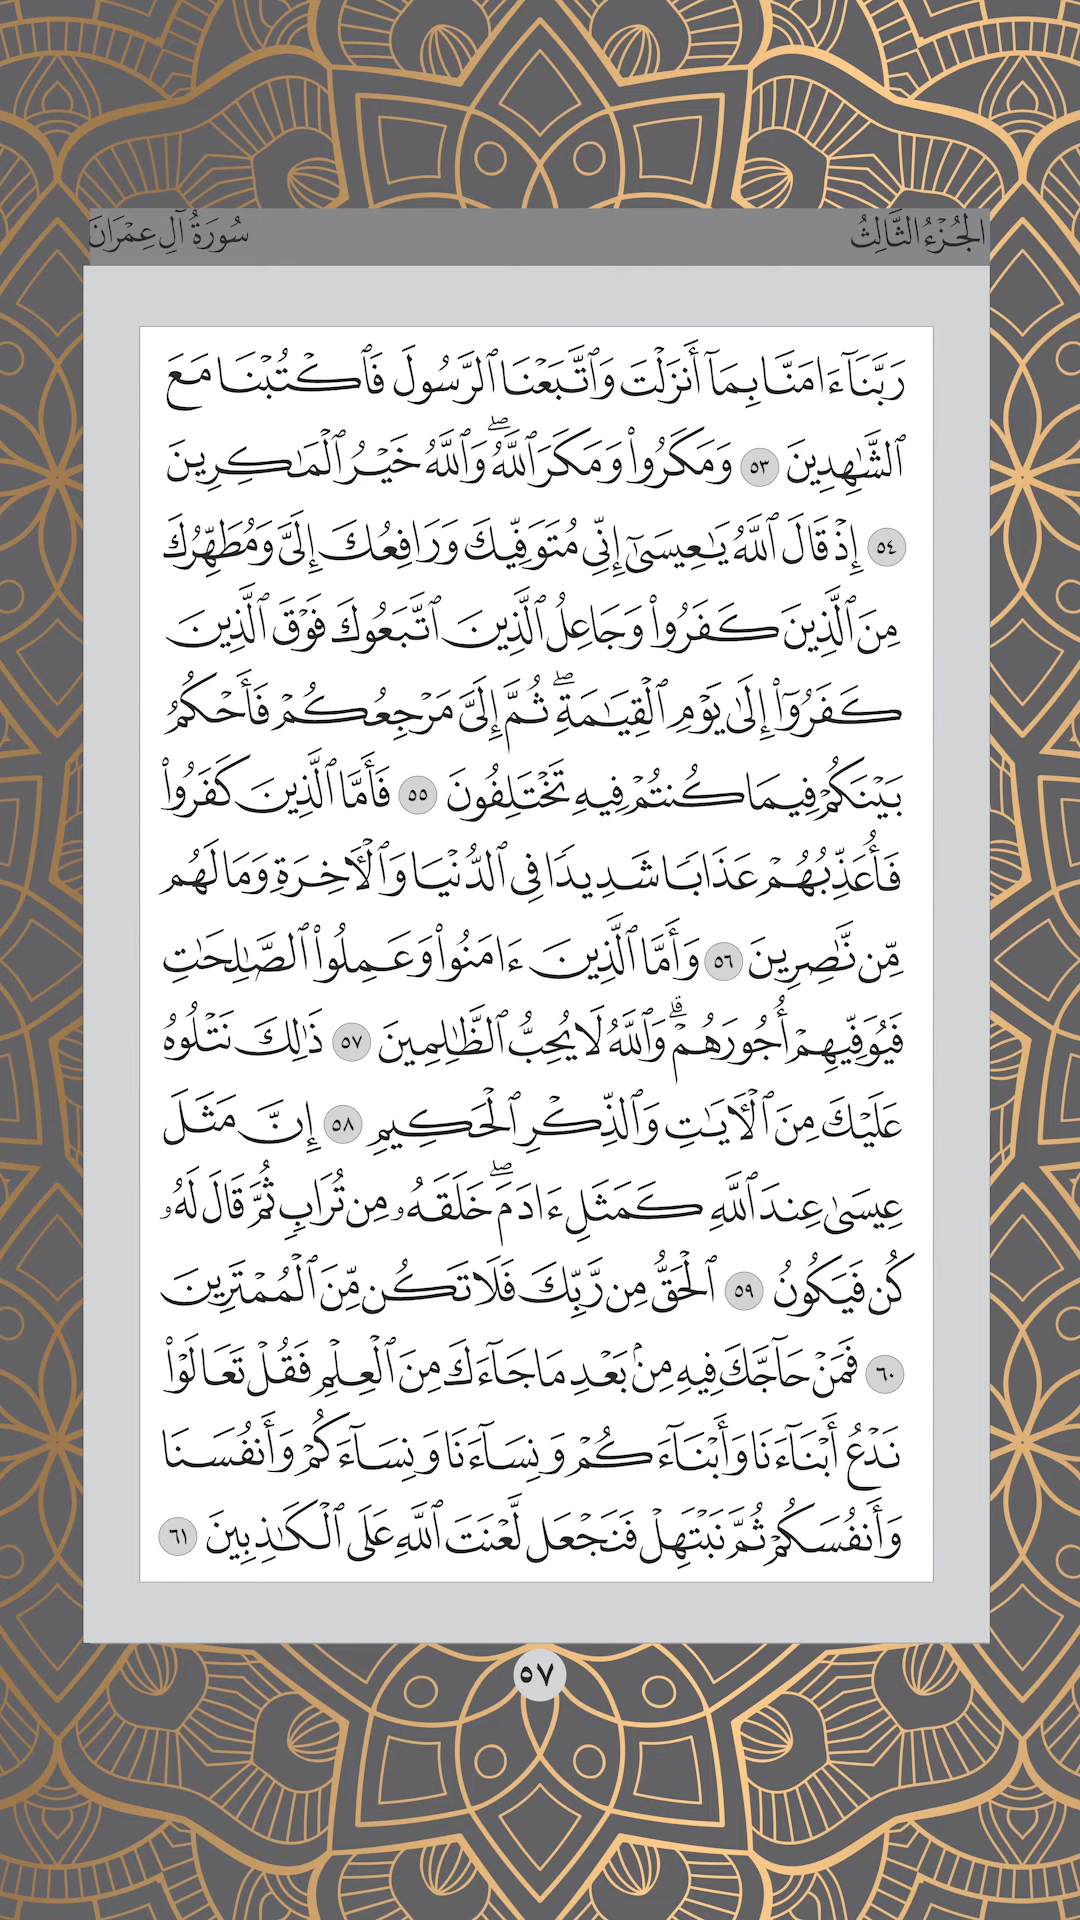 الجُزْءُ الثَّالِثُ
سُورَةُ آلِ عِمْرَانَ
رَبَّنَآ ءَامَنَّا بِمَآ أَنزَلْتَ وَٱتَّبَعْنَا ٱلرَّسُولَ فَٱكْتُبْنَا مَعَ
ٱلشَّٰهِدِينَ ٥٣ وَمَكَرُوا۟ وَمَكَرَ ٱللَّهُ ۖ وَٱللَّهُ خَيْرُ ٱلْمَٰكِرِينَ
٥٤ إِذْ قَالَ ٱللَّهُ يَٰعِيسَىٰٓ إِنِّى مُتَوَفِّيكَ وَرَافِعُكَ إِلَىَّ وَمُطَهِّرُكَ
مِنَ ٱلَّذِينَ كَفَرُوا۟ وَجَاعِلُ ٱلَّذِينَ ٱتَّبَعُوكَ فَوْقَ ٱلَّذِينَ
كَفَرُوٓا۟ إِلَىٰ يَوْمِ ٱلْقِيَٰمَةِ ۖ ثُمَّ إِلَىَّ مَرْجِعُكُمْ فَأَحْكُمُ
بَيْنَكُمْ فِيمَا كُنتُمْ فِيهِ تَخْتَلِفُونَ ٥٥ فَأَمَّا ٱلَّذِينَ كَفَرُوا۟
فَأُعَذِّبُهُمْ عَذَابًا شَدِيدًا فِى ٱلدُّنْيَا وَٱلْءَاخِرَةِ وَمَا لَهُم
مِّن نَّٰصِرِينَ ٥٦ وَأَمَّا ٱلَّذِينَ ءَامَنُوا۟ وَعَمِلُوا۟ ٱلصَّٰلِحَٰتِ
فَيُوَفِّيهِمْ أُجُورَهُمْ ۗ وَٱللَّهُ لَا يُحِبُّ ٱلظَّٰلِمِينَ ٥٧ ذَٰلِكَ نَتْلُوهُ
عَلَيْكَ مِنَ ٱلْءَايَٰتِ وَٱلذِّكْرِ ٱلْحَكِيمِ ٥٨ إِنَّ مَثَلَ
عِيسَىٰ عِندَ ٱللَّهِ كَمَثَلِ ءَادَمَ ۖ خَلَقَهُۥ مِن تُرَابٍ ثُمَّ قَالَ لَهُۥ
كُن فَيَكُونُ ٥٩ ٱلْحَقُّ مِن رَّبِّكَ فَلَا تَكُن مِّنَ ٱلْمُمْتَرِينَ
٦٠ فَمَنْ حَآجَّكَ فِيهِ مِنۢ بَعْدِ مَا جَآءَكَ مِنَ ٱلْعِلْمِ فَقُلْ تَعَالَوْا۟
نَدْعُ أَبْنَآءَنَا وَأَبْنَآءَكُمْ وَنِسَآءَنَا وَنِسَآءَكُمْ وَأَنفُسَنَا
وَأَنفُسَكُمْ ثُمَّ نَبْتَهِلْ فَنَجْعَل لَّعْنَتَ ٱللَّهِ عَلَى ٱلْكَٰذِبِينَ ٦١
٥٧